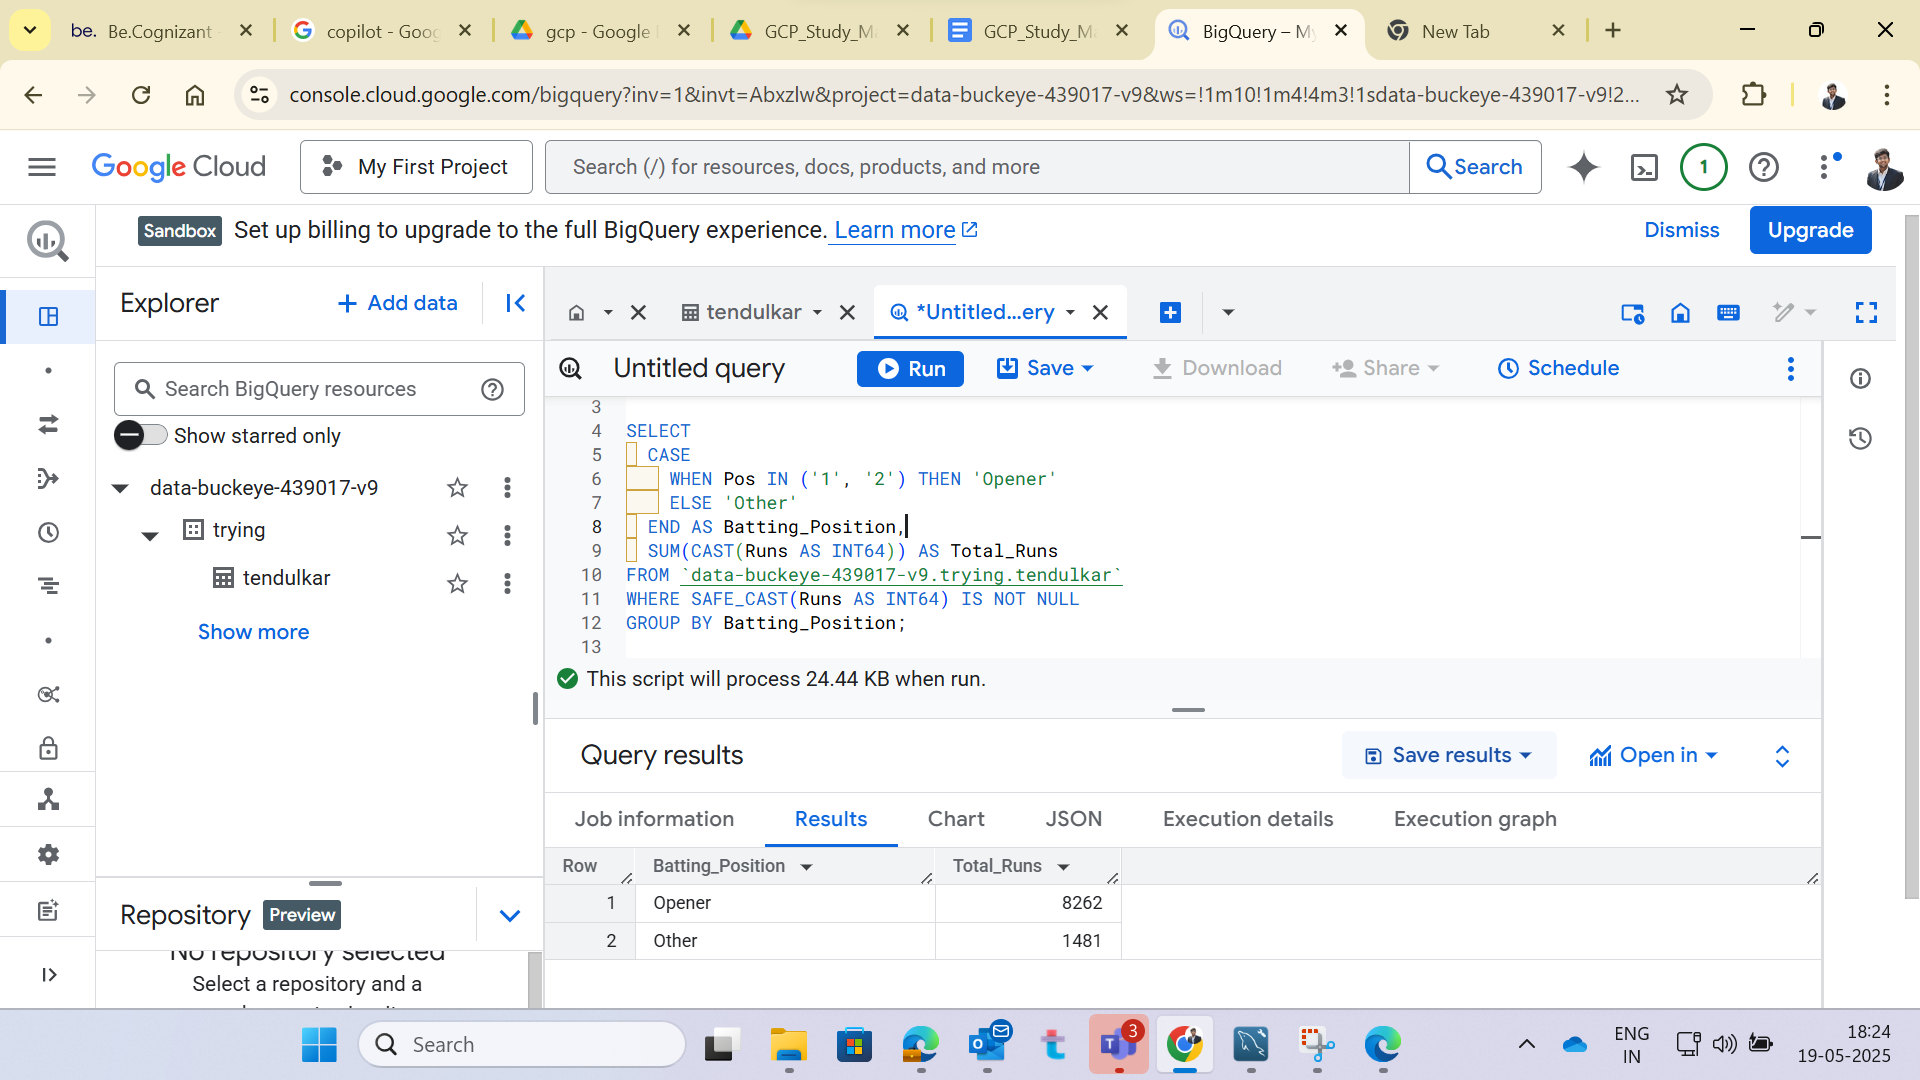 be. Be.Cognizant
copilot - Goog
gcp - Google
GCP_Study_M
GCP_Study_M
BigQuery – My
New Tab
console.cloud.google.com/bigquery?inv=1&invt=Abxzlw&project=data-buckeye-439017-v9&ws=!1m10!1m4!4m3!1sdata-buckeye-439017-v9!2...
Google Cloud
My First Project
Search (/) for resources, docs, products, and more
Search
1
Sandbox Set up billing to upgrade to the full BigQuery experience. Learn more
Dismiss
Upgrade
Explorer
+ Add data
tendulkar
*Untitled...ery
Untitled query
Run
Save
Download
Share
Schedule
Search BigQuery resources
Show starred only
data-buckeye-439017-v9
trying
tendulkar
Show more
3
4 SELECT
5 CASE
6 WHEN Pos IN ('1', '2') THEN 'Opener'
7 ELSE 'Other'
8 END AS Batting_Position,
9 SUM(CAST(Runs AS INT64)) AS Total_Runs
10 FROM `data-buckeye-439017-v9.trying.tendulkar`
11 WHERE SAFE_CAST(Runs AS INT64) IS NOT NULL
12 GROUP BY Batting_Position;
13
This script will process 24.44 KB when run.
Query results
Save results
Open in
Job information
Results
Chart
JSON
Execution details
Execution graph
Row Batting_Position Total_Runs
1 Opener 8262
2 Other 1481
Repository Preview
No repository selected
Select a repository and a
Search
3
ENG
IN
18:24
19-05-2025